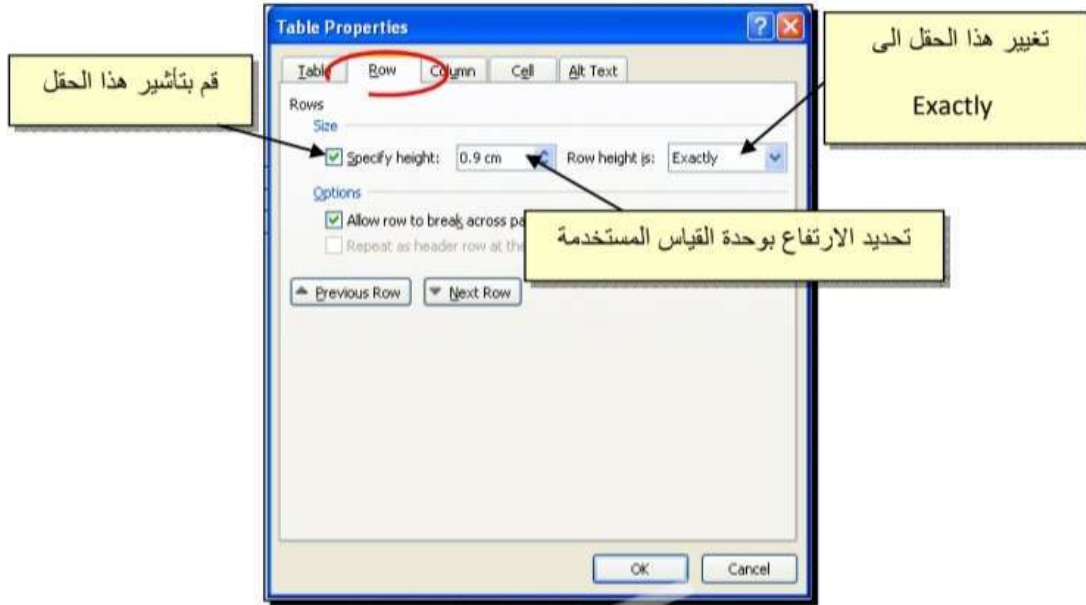 Table Properties
تغيير هذا الحقل الى
Exactly
قم بتأشير هذا الحقل
Table Row Column Cell Alt Text
Rows
Size
Specify height: 0.9 cm Row height is: Exactly
Options
Allow row to break across pa
Repeat as header row at the
تحديد الارتفاع بوحدة القياس المستخدمة
Previous Row Next Row
OK Cancel